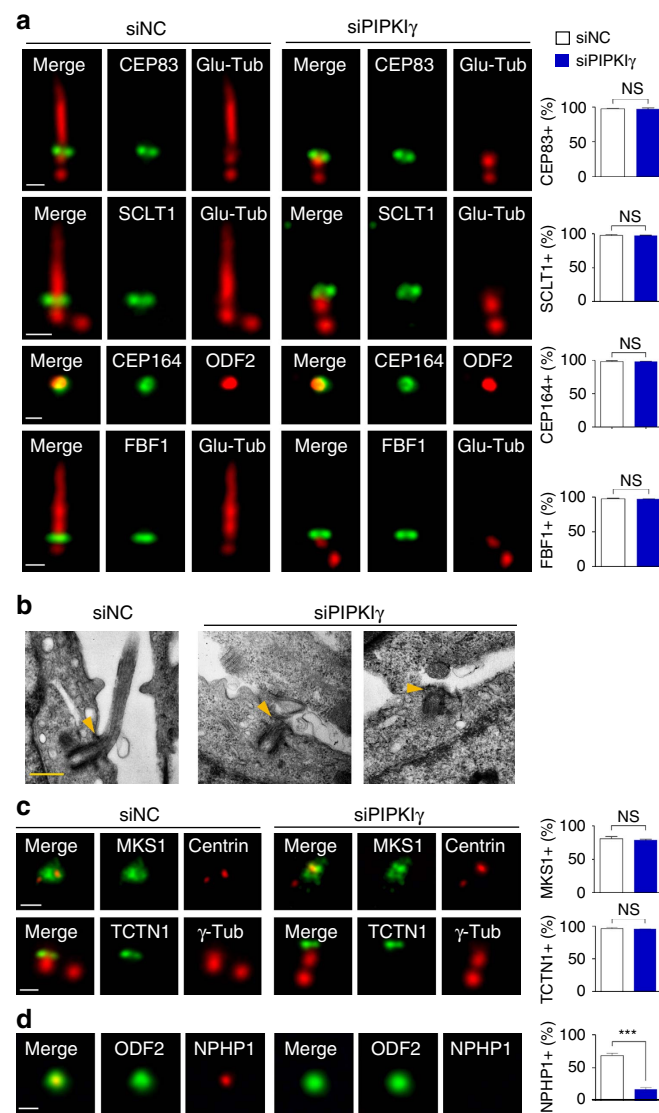 a
siNC
siPIPKIγ
siNC
siPIPKIγ
Merge CEP83 Glu-Tub Merge CEP83 Glu-Tub
NS
100
50
0
CEP83+ (%)
Merge SCLT1 Glu-Tub Merge SCLT1 Glu-Tub
NS
100
50
0
SCLT1+ (%)
Merge CEP164 ODF2 Merge CEP164 ODF2
NS
100
50
0
CEP164+ (%)
Merge FBF1 Glu-Tub Merge FBF1 Glu-Tub
NS
100
50
0
FBF1+ (%)
b
siNC
siPIPKIγ
c
siNC
siPIPKIγ
Merge MKS1 Centrin Merge MKS1 Centrin
NS
100
50
0
MKS1+ (%)
Merge TCTN1 γ-Tub Merge TCTN1 γ-Tub
NS
100
50
0
TCTN1+ (%)
d
Merge ODF2 NPHP1 Merge ODF2 NPHP1
***
100
50
0
NPHP1+ (%)